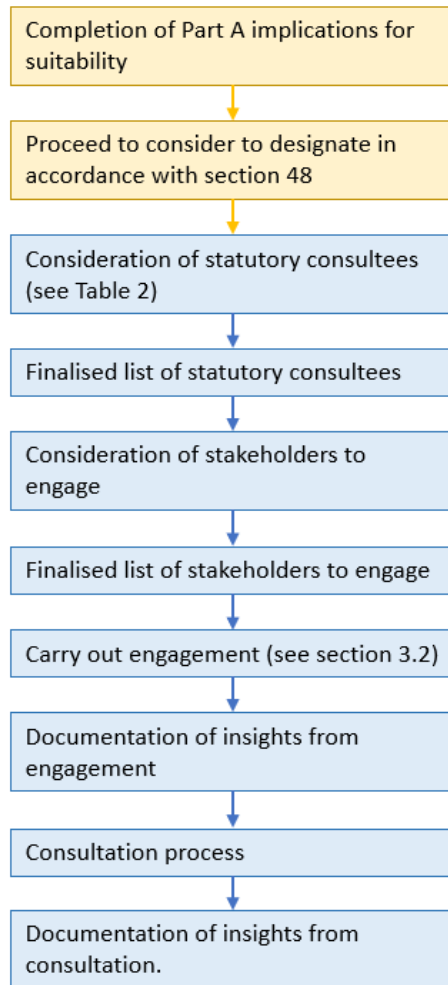 Completion of Part A implications for
suitability
Proceed to consider to designate in
accordance with section 48
Consideration of statutory consultees
(see Table 2)
Finalised list of statutory consultees
Consideration of stakeholders to
engage
Finalised list of stakeholders to engage
Carry out engagement (see section 3.2)
Documentation of insights from
engagement
Consultation process
Documentation of insights from
consultation.